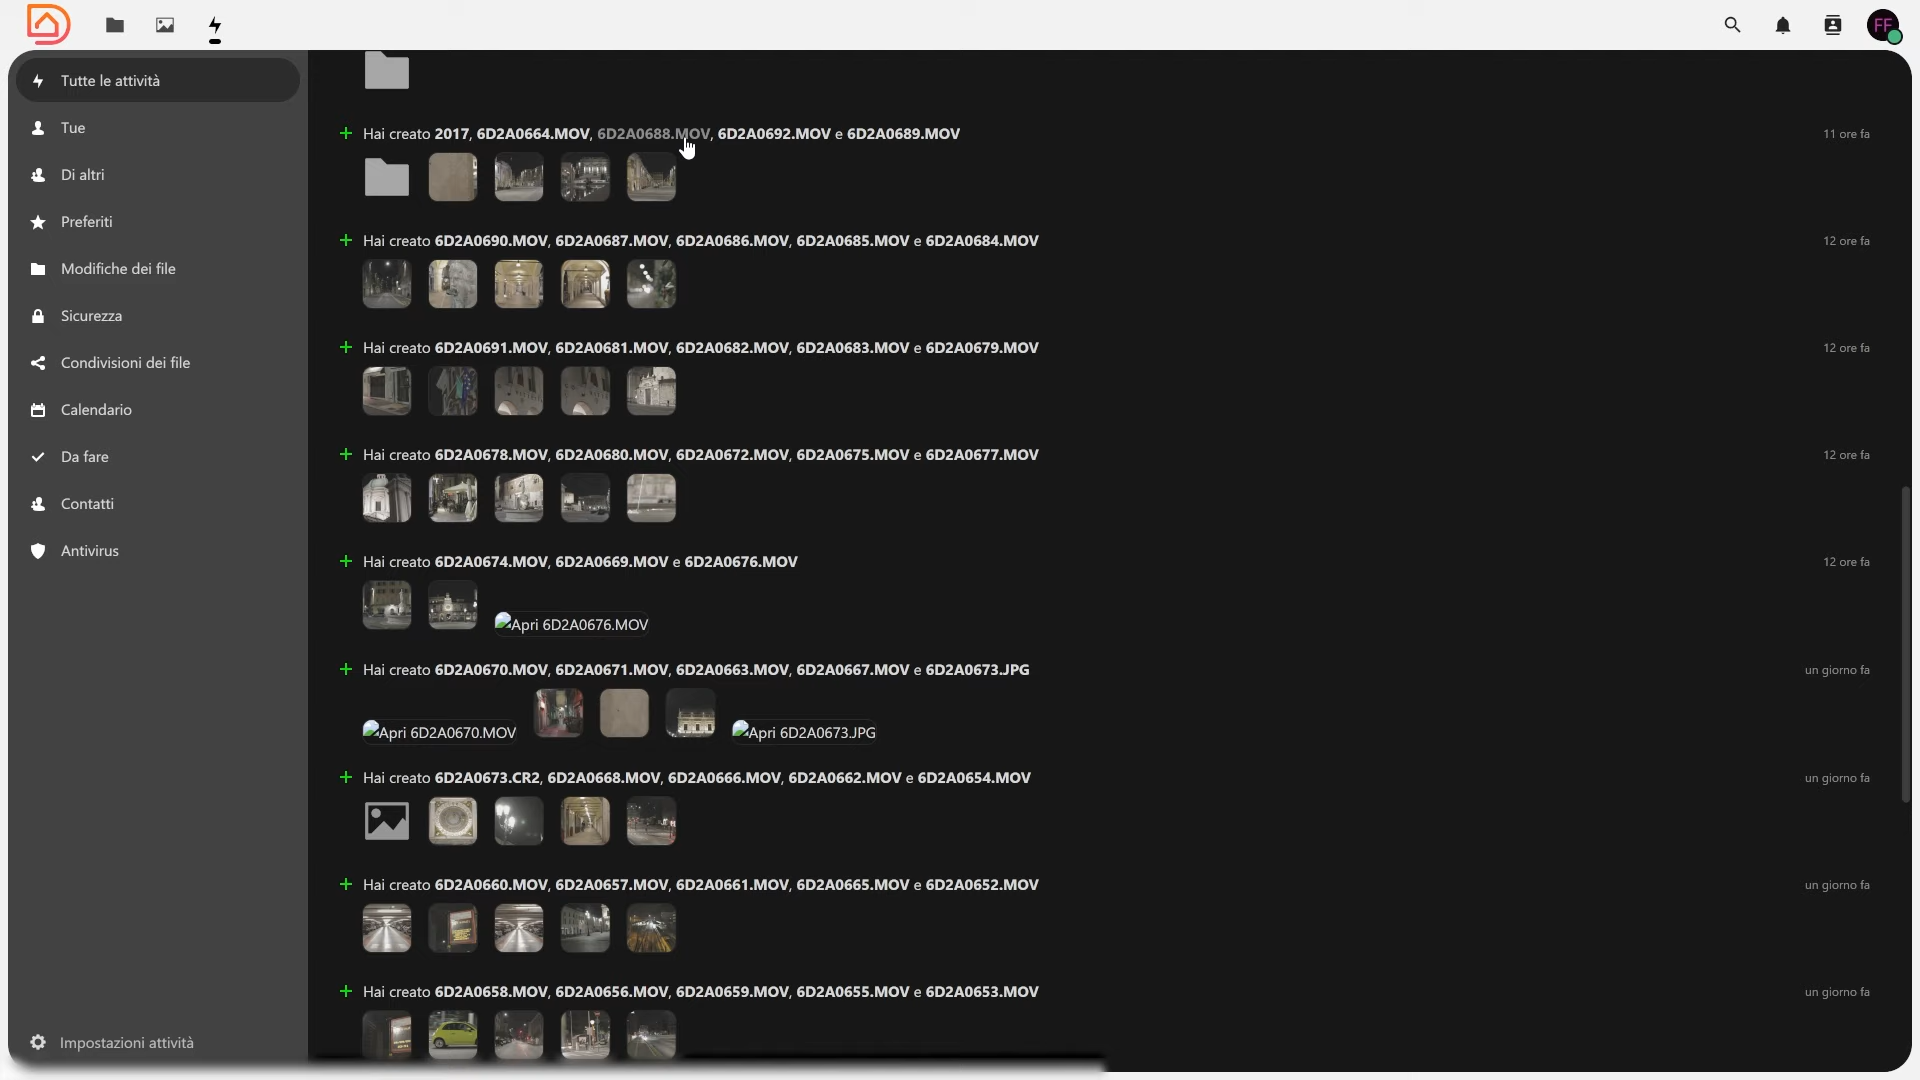 FF
Tutte le attività
Tue
Di altri
Preferiti
Modifiche dei file
Sicurezza
Condivisioni dei file
Calendario
Da fare
Contatti
Antivirus
Impostazioni attività
Hai creato 2017, 6D2A0664.MOV, 6D2A0688.MOV, 6D2A0692.MOV e 6D2A0689.MOV
11 ore fa
Hai creato 6D2A0690.MOV, 6D2A0687.MOV, 6D2A0686.MOV, 6D2A0685.MOV e 6D2A0684.MOV
12 ore fa
Hai creato 6D2A0691.MOV, 6D2A0681.MOV, 6D2A0682.MOV, 6D2A0683.MOV e 6D2A0679.MOV
12 ore fa
Hai creato 6D2A0678.MOV, 6D2A0680.MOV, 6D2A0672.MOV, 6D2A0675.MOV e 6D2A0677.MOV
12 ore fa
Hai creato 6D2A0674.MOV, 6D2A0669.MOV e 6D2A0676.MOV
12 ore fa
Apri 6D2A0676.MOV
Hai creato 6D2A0670.MOV, 6D2A0671.MOV, 6D2A0663.MOV, 6D2A0667.MOV e 6D2A0673.JPG
un giorno fa
Apri 6D2A0670.MOV
Apri 6D2A0673.JPG
Hai creato 6D2A0673.CR2, 6D2A0668.MOV, 6D2A0666.MOV, 6D2A0662.MOV e 6D2A0654.MOV
un giorno fa
Hai creato 6D2A0660.MOV, 6D2A0657.MOV, 6D2A0661.MOV, 6D2A0665.MOV e 6D2A0652.MOV
un giorno fa
Hai creato 6D2A0658.MOV, 6D2A0656.MOV, 6D2A0659.MOV, 6D2A0655.MOV e 6D2A0653.MOV
un giorno fa